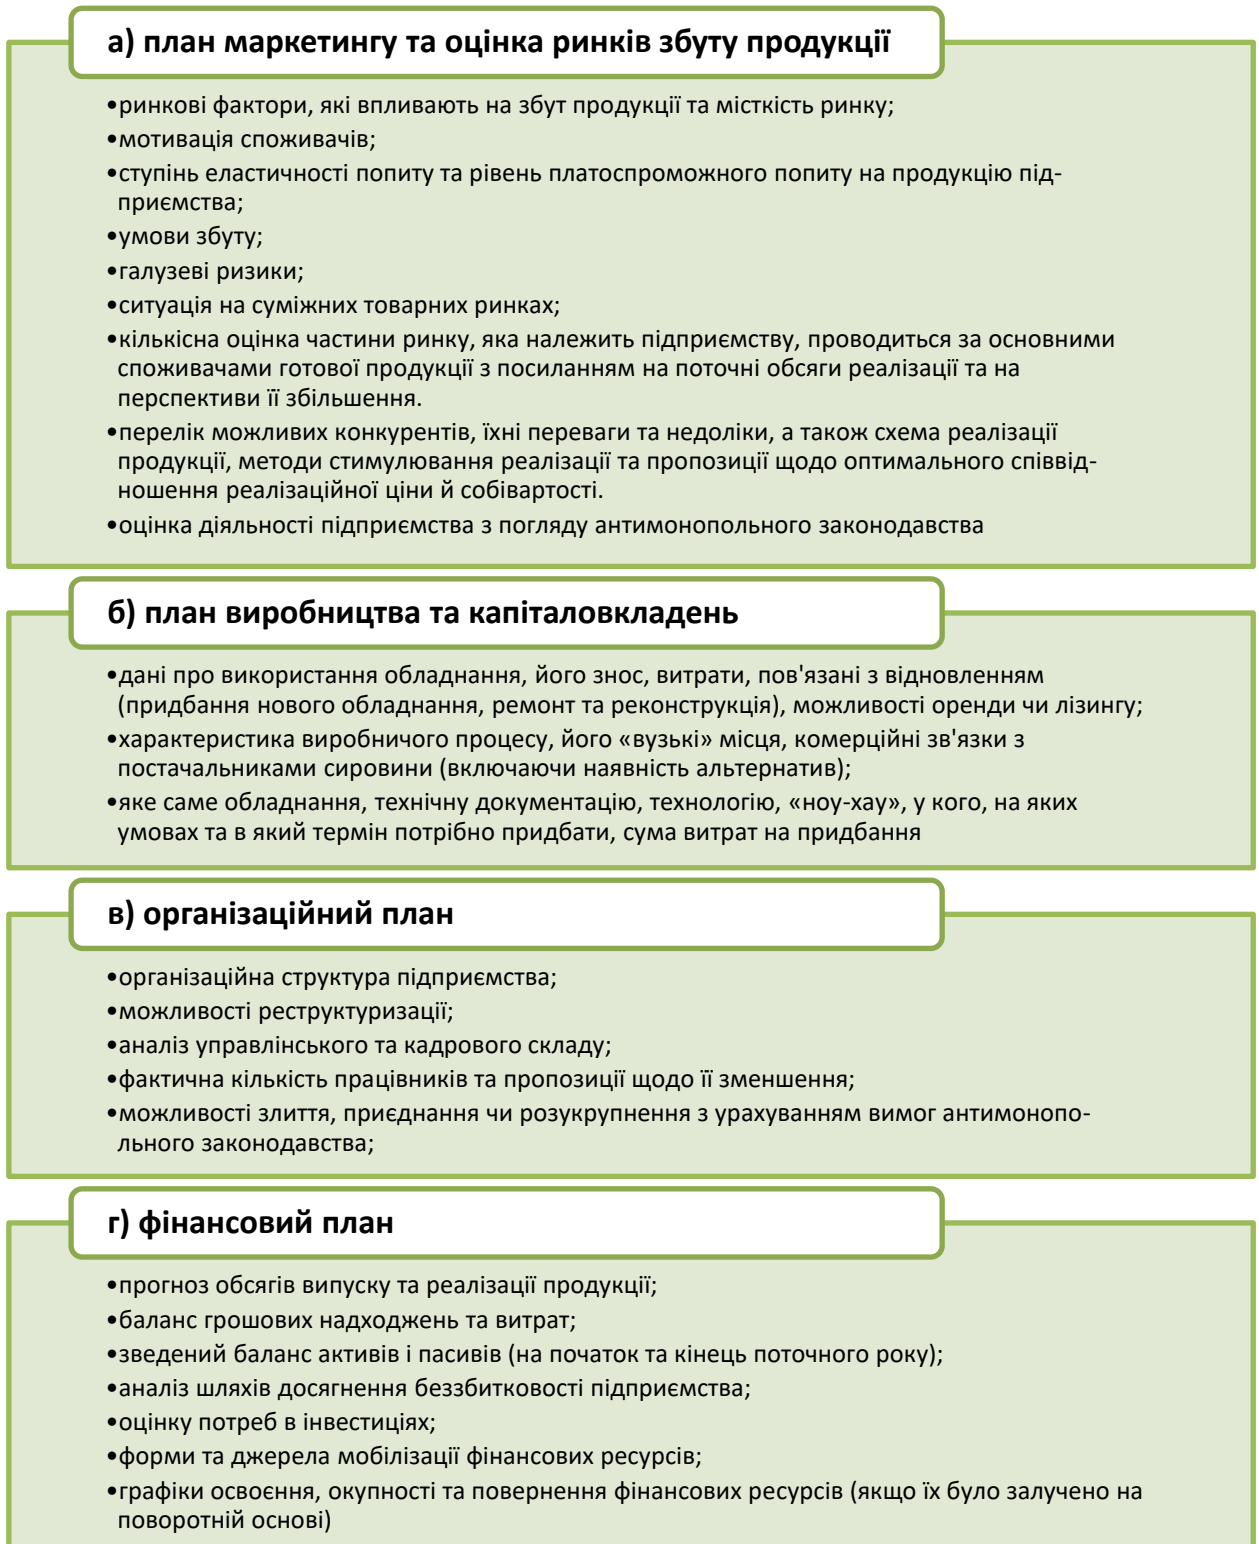 а) план маркетингу та оцінка ринків збуту продукції
•ринкові фактори, які впливають на збут продукції та місткість ринку;
•мотивація споживачів;
•ступінь еластичності попиту та рівень платоспроможного попиту на продукцію під-
приємства;
•умови збуту;
•галузеві ризики;
•ситуація на суміжних товарних ринках;
•кількісна оцінка частини ринку, яка належить підприємству, проводиться за основними
споживачами готової продукції з посиланням на поточні обсяги реалізації та на
перспективи її збільшення.
•перелік можливих конкурентів, їхні переваги та недоліки, а також схема реалізації
продукції, методи стимулювання реалізації та пропозиції щодо оптимального співвід-
ношення реалізаційної ціни й собівартості.
•оцінка діяльності підприємства з погляду антимонопольного законодавства
б) план виробництва та капіталовкладень
•дані про використання обладнання, його знос, витрати, пов'язані з відновленням
(придбання нового обладнання, ремонт та реконструкція), можливості оренди чи лізингу;
•характеристика виробничого процесу, його «вузькі» місця, комерційні зв'язки з
постачальниками сировини (включаючи наявність альтернатив);
•яке саме обладнання, технічну документацію, технологію, «ноу-хау», у кого, на яких
умовах та в який термін потрібно придбати, сума витрат на придбання
в) організаційний план
•організаційна структура підприємства;
•можливості реструктуризації;
•аналіз управлінського та кадрового складу;
•фактична кількість працівників та пропозиції щодо її зменшення;
•можливості злиття, приєднання чи розукрупнення з урахуванням вимог антимонопо-
льного законодавства;
г) фінансовий план
•прогноз обсягів випуску та реалізації продукції;
•баланс грошових надходжень та витрат;
•зведений баланс активів і пасивів (на початок та кінець поточного року);
•аналіз шляхів досягнення беззбитковості підприємства;
•оцінку потреб в інвестиціях;
•форми та джерела мобілізації фінансових ресурсів;
•графіки освоєння, окупності та повернення фінансових ресурсів (якщо їх було залучено на
поворотній основі)